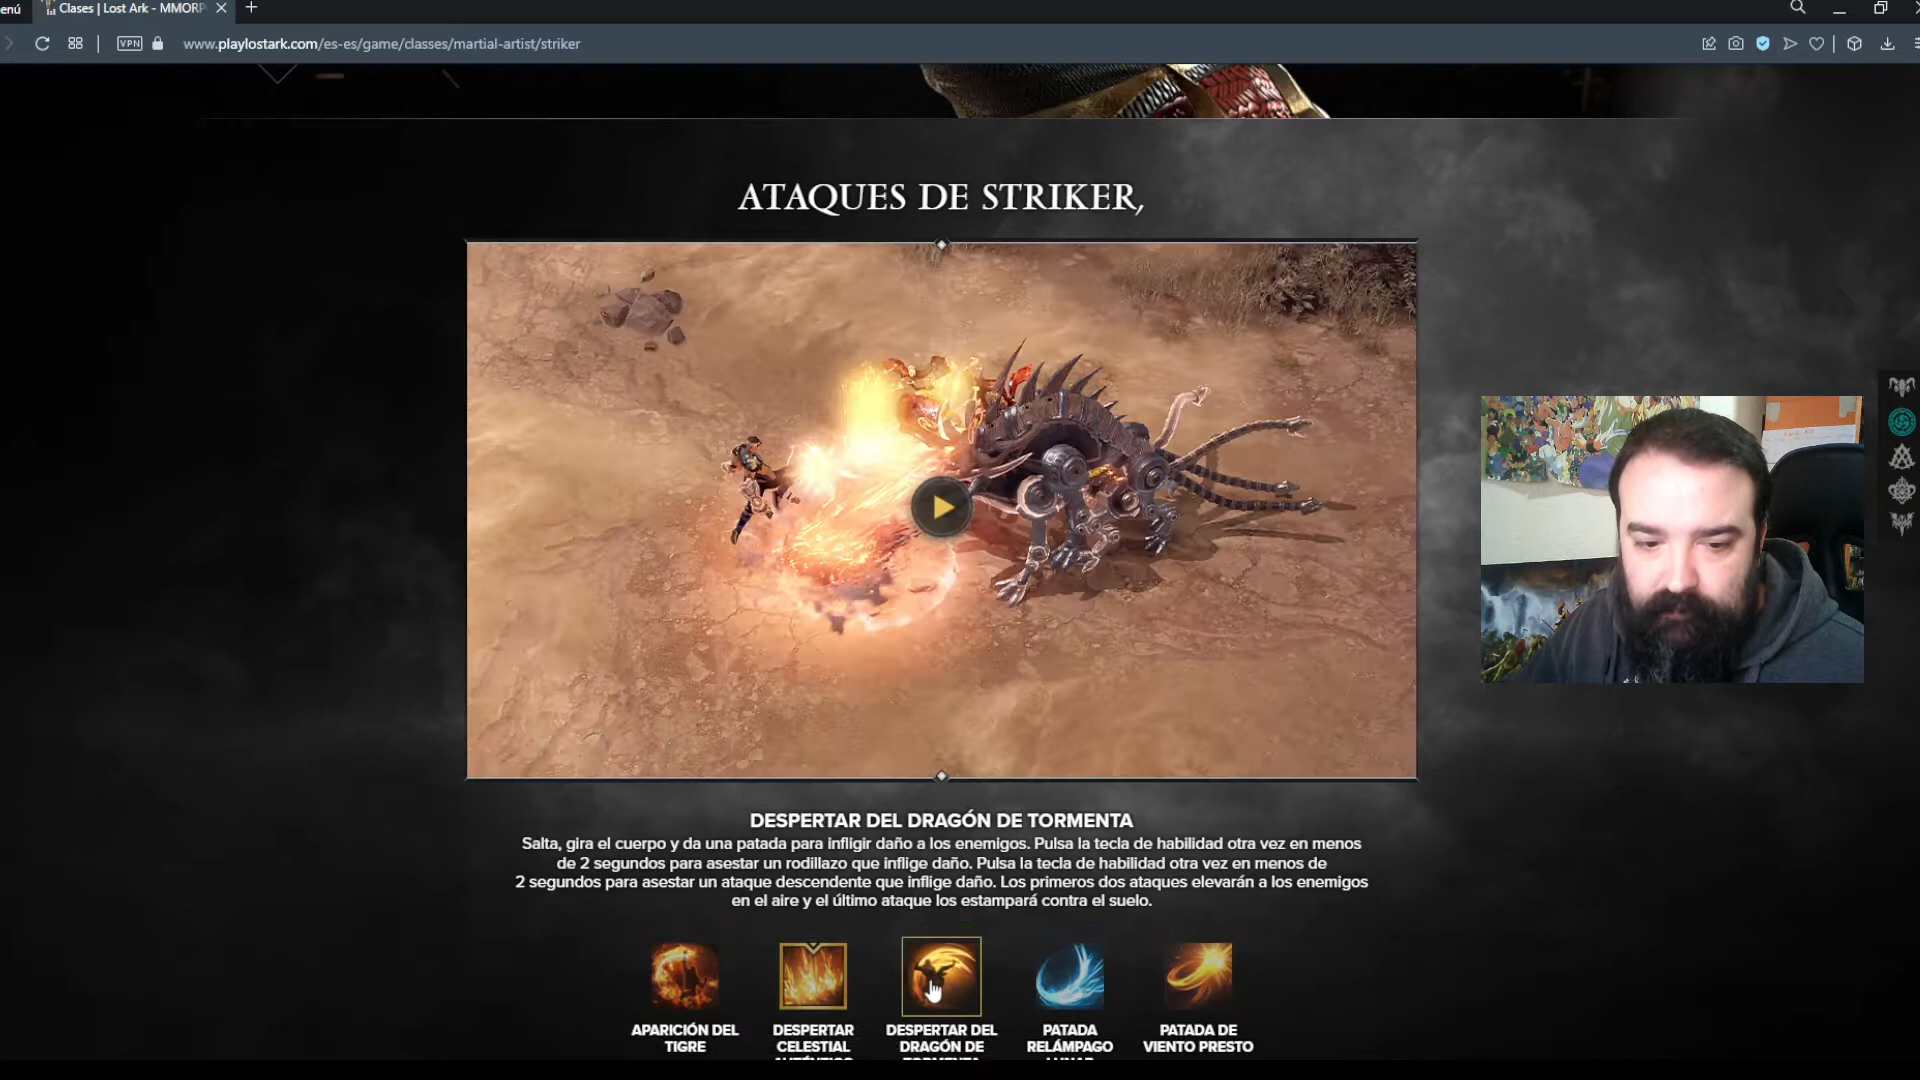 enú
Clases | Lost Ark - MMORP
VPN
www.playlostark.com/es-es/game/classes/martial-artist/striker
ATAQUES DE STRIKER,
DESPERTAR DEL DRAGÓN DE TORMENTA
Salta, gira el cuerpo y da una patada para infligir daño a los enemigos. Pulsa la tecla de habilidad otra vez en menos
de 2 segundos para asestar un rodillazo que inflige daño. Pulsa la tecla de habilidad otra vez en menos de
2 segundos para asestar un ataque descendente que inflige daño. Los primeros dos ataques elevarán a los enemigos
en el aire y el último ataque los estampará contra el suelo.
APARICIÓN DEL
TIGRE
DESPERTAR
CELESTIAL
AUTÉNTICO
DESPERTAR DEL
DRAGÓN DE
TORMENTA
PATADA
RELÁMPAGO
LUNAR
PATADA DE
VIENTO PRESTO